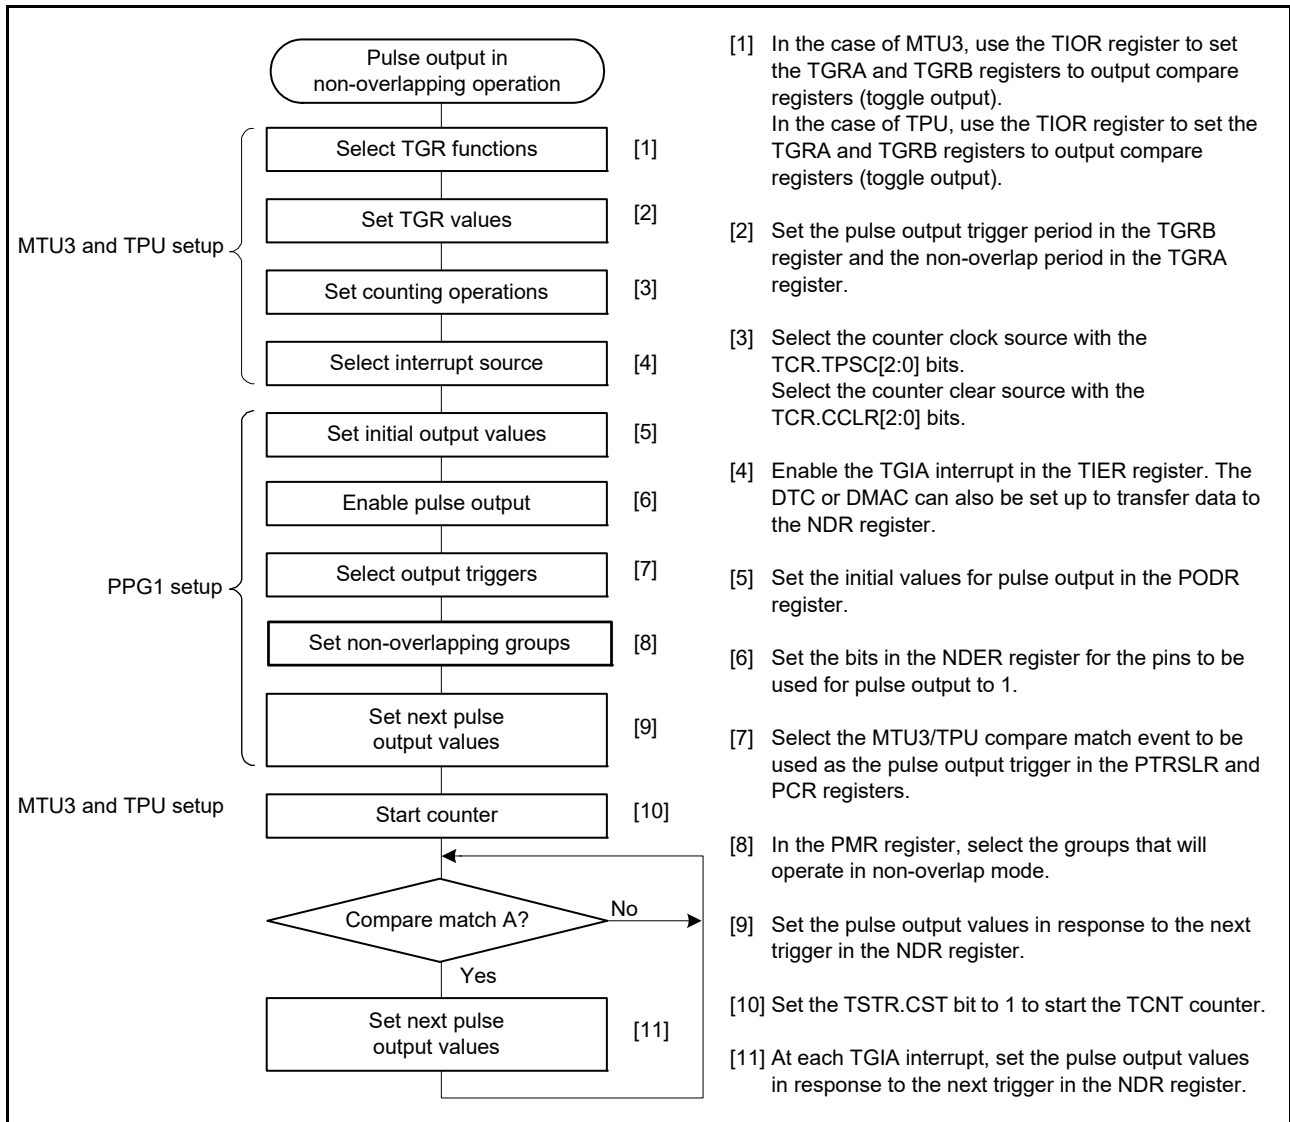 Pulse output in
non-overlapping operation
MTU3 and TPU setup
Select TGR functions
[1]
Set TGR values
[2]
Set counting operations
[3]
Select interrupt source
[4]
PPG1 setup
Set initial output values
[5]
Enable pulse output
[6]
Select output triggers
[7]
Set non-overlapping groups
[8]
Set next pulse
output values
[9]
MTU3 and TPU setup
Start counter
[10]
Compare match A?
No
Yes
Set next pulse
output values
[11]
[1] In the case of MTU3, use the TIOR register to set
the TGRA and TGRB registers to output compare
registers (toggle output).
In the case of TPU, use the TIOR register to set the
TGRA and TGRB registers to output compare
registers (toggle output).
[2] Set the pulse output trigger period in the TGRB
register and the non-overlap period in the TGRA
register.
[3] Select the counter clock source with the
TCR.TPSC[2:0] bits.
Select the counter clear source with the
TCR.CCLR[2:0] bits.
[4] Enable the TGIA interrupt in the TIER register. The
DTC or DMAC can also be set up to transfer data to
the NDR register.
[5] Set the initial values for pulse output in the PODR
register.
[6] Set the bits in the NDER register for the pins to be
used for pulse output to 1.
[7] Select the MTU3/TPU compare match event to be
used as the pulse output trigger in the PTRSLR and
PCR registers.
[8] In the PMR register, select the groups that will
operate in non-overlap mode.
[9] Set the pulse output values in response to the next
trigger in the NDR register.
[10] Set the TSTR.CST bit to 1 to start the TCNT counter.
[11] At each TGIA interrupt, set the pulse output values
in response to the next trigger in the NDR register.